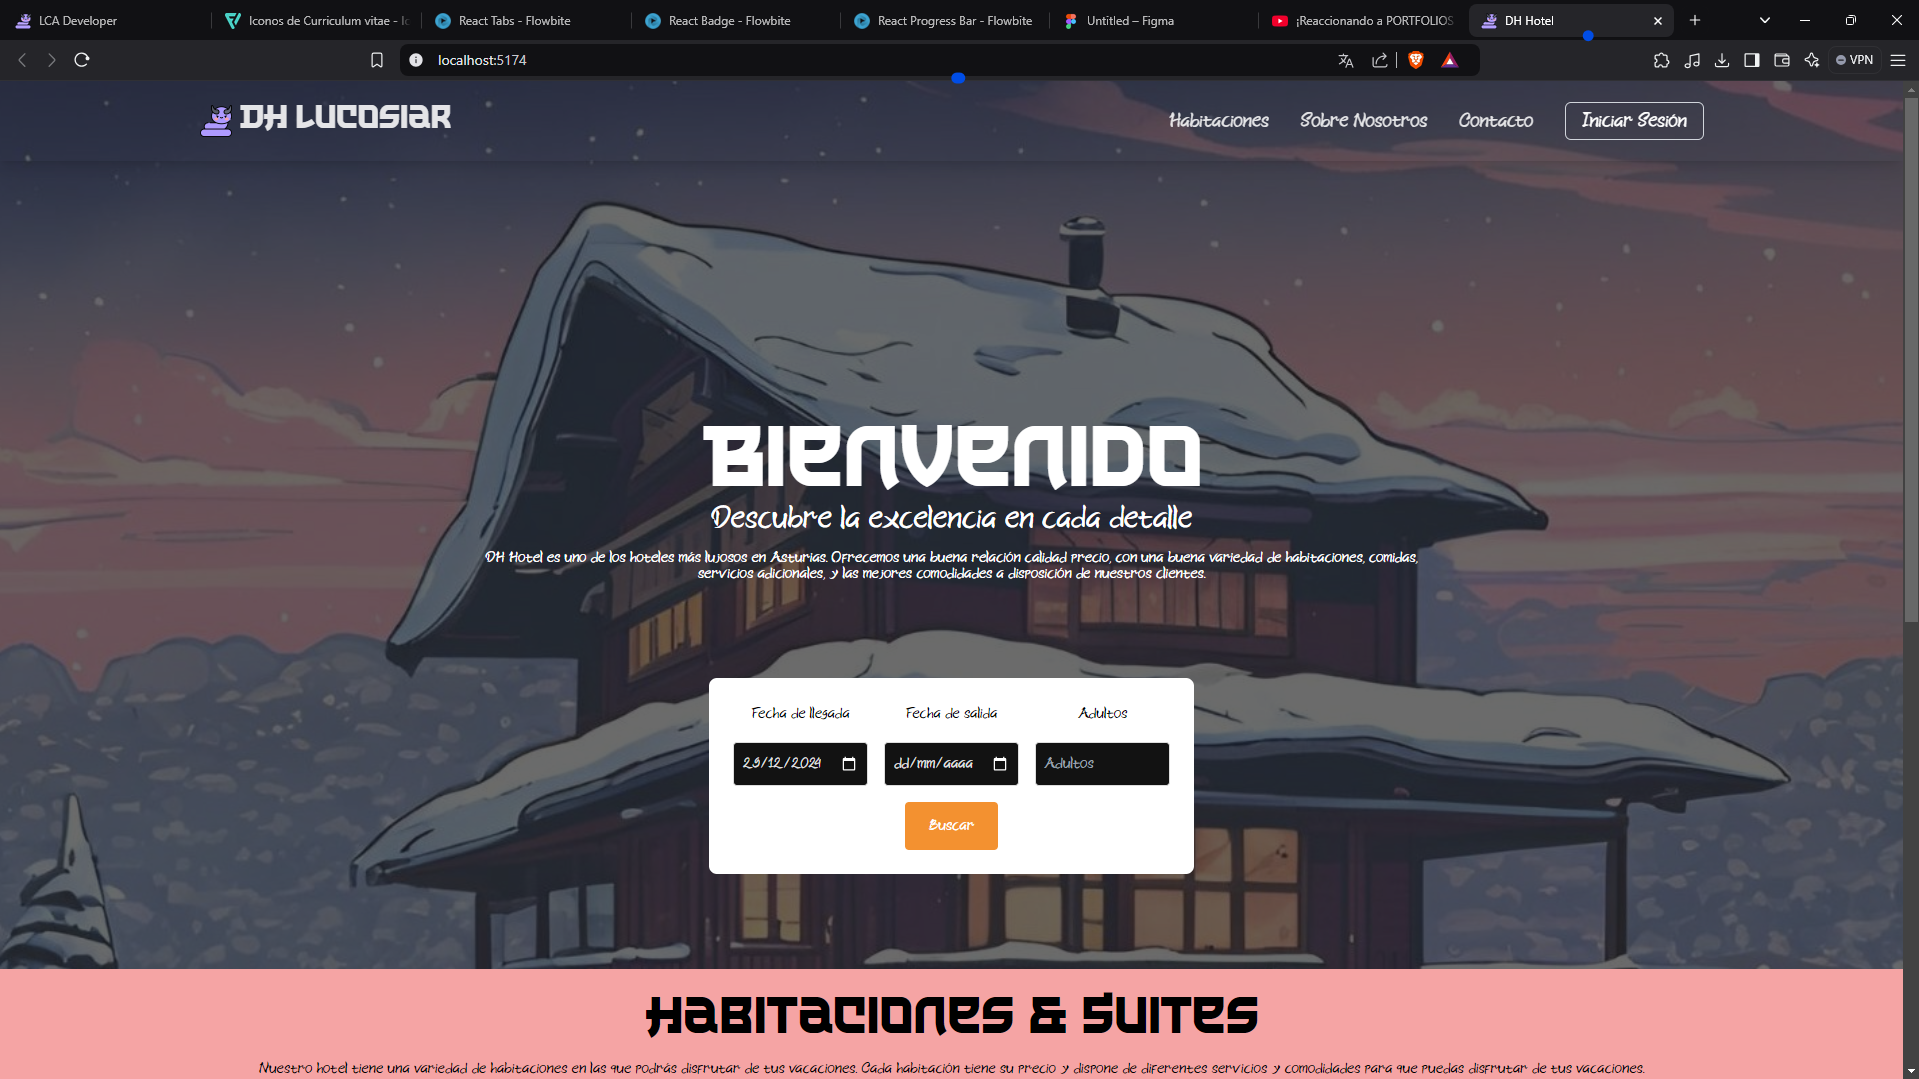 LCA Developer
Iconos de Curriculum vitae - Ic
React Tabs - Flowbite
React Badge - Flowbite
React Progress Bar - Flowbite
Untitled – Figma
¡Reaccionando a PORTFOLIOS
DH Hotel
localhost:5174
VPN
DH LUCOSIAR
Habitaciones
Sobre Nosotros
Contacto
Iniciar Sesión
BIENVENIDO
Descubre la excelencia en cada detalle
DH Hotel es uno de los hoteles más lujosos en Asturias. Ofrecemos una buena relación calidad precio, con una buena variedad de habitaciones, comidas,
servicios adicionales, y las mejores comodidades a disposición de nuestros clientes.
Fecha de llegada
Fecha de salida
Adultos
dd/mm/aaaa
Adultos
Buscar
Habitaciones & Suites
Nuestro hotel tiene una variedad de habitaciones en las que podrás disfrutar de tus vacaciones. Cada habitación tiene su precio y dispone de diferentes servicios y comodidades para que puedas disfrutar de tus vacaciones.